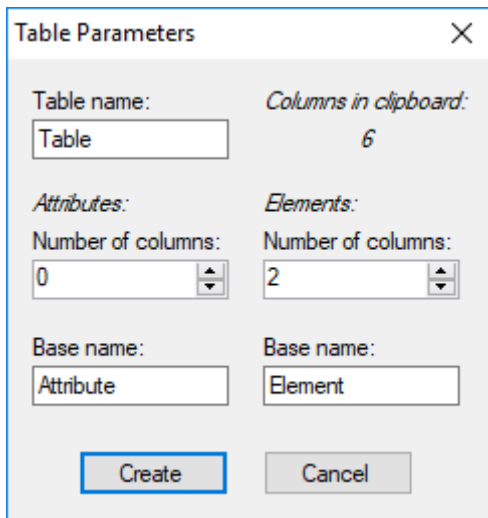 Table Parameters
Table name:
Columns in clipboard:
Table
6
Attributes:
Elements:
Number of columns:
Number of columns:
0
2
Base name:
Base name:
Attribute
Element
Create
Cancel